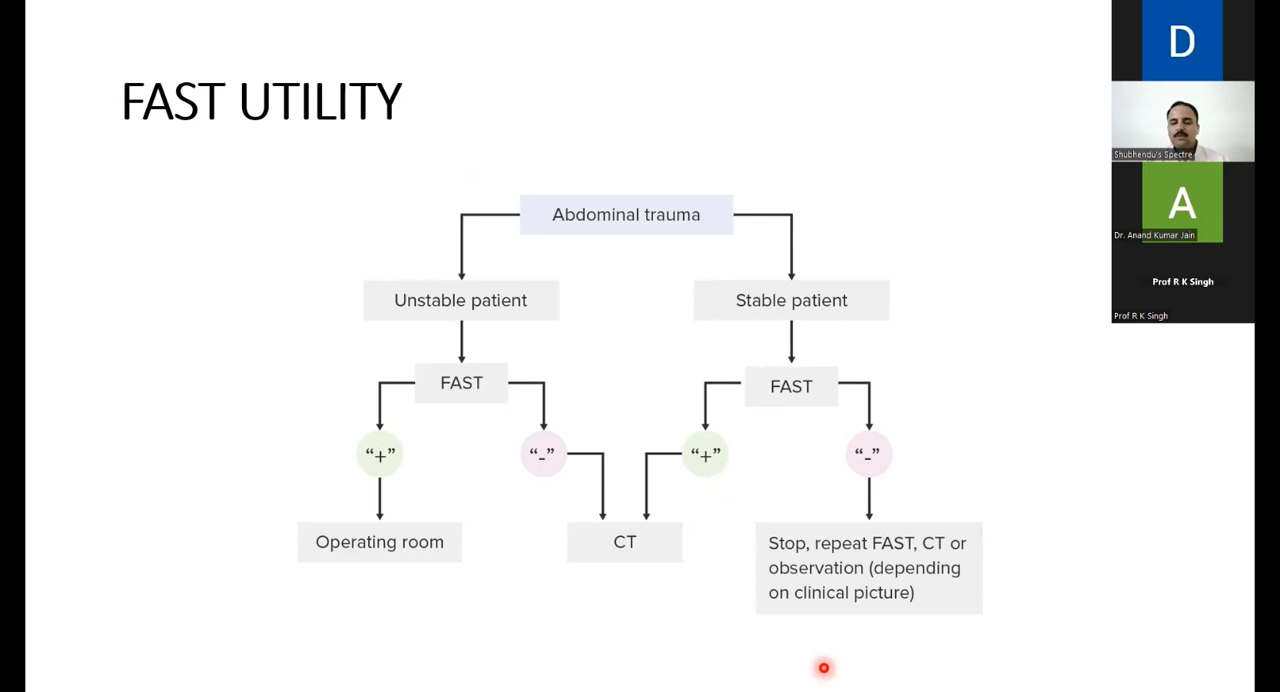 FAST UTILITY
Abdominal trauma
Unstable patient
Stable patient
FAST
FAST
“+”
“-”
“+”
“-”
Operating room
CT
Stop, repeat FAST, CT or
observation (depending
on clinical picture)
D
Shubhendu's Spectre
A
Dr. Anand Kumar Jain
Prof R K Singh
Prof R K Singh